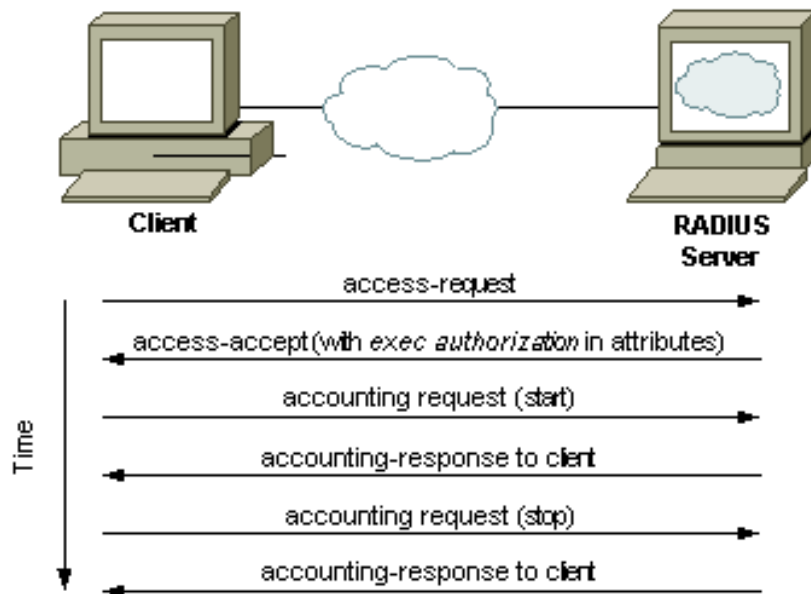 Client
RADIUS
Server
access-request
access-accept (with exec authorization in attributes)
accounting request (start)
accounting-response to client
accounting request (stop)
accounting-response to client
Time